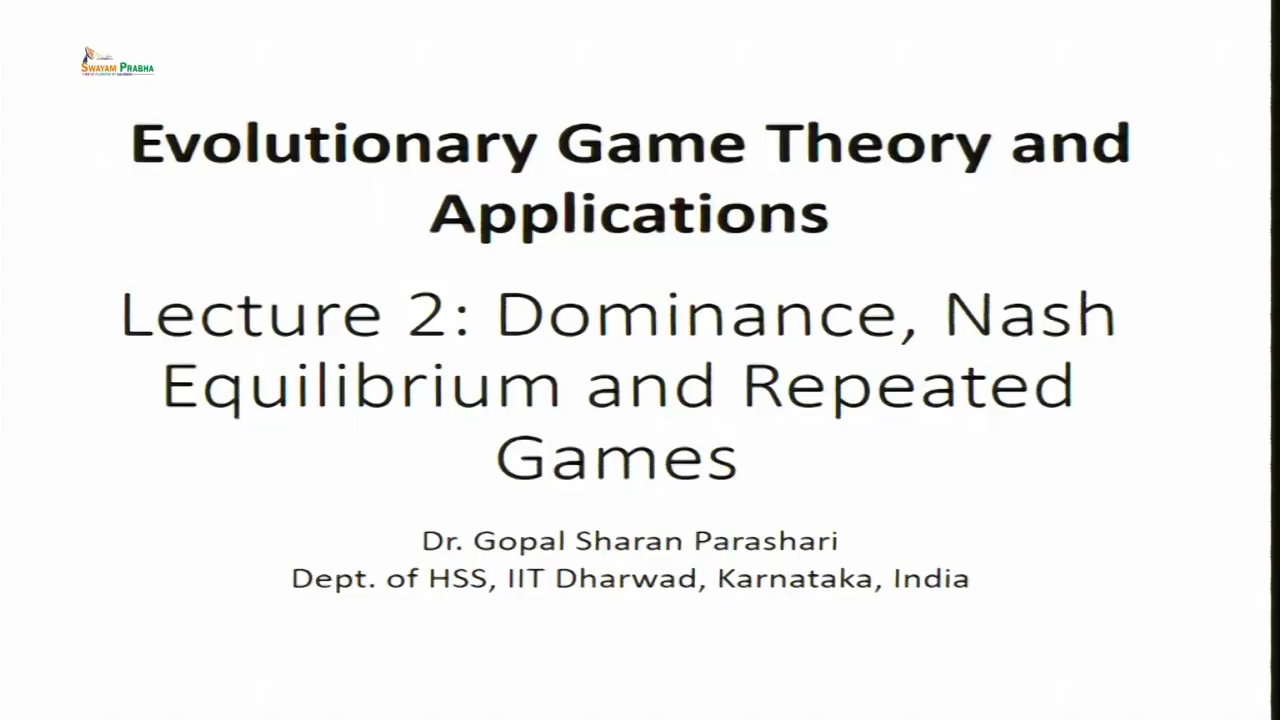 SWAYAM PRABHA
Evolutionary Game Theory and
Applications
Lecture 2: Dominance, Nash
Equilibrium and Repeated
Games
Dr. Gopal Sharan Parashari
Dept. of HSS, IIT Dharwad, Karnataka, India